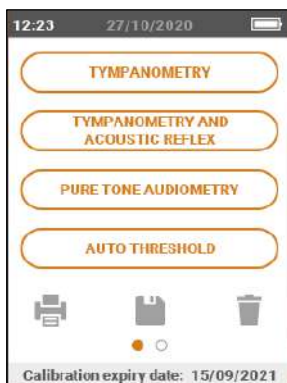 12:23 27/10/2020
TYMPANOMETRY
TYMPANOMETRY AND
ACOUSTIC REFLEX
PURE TONE AUDIOMETRY
AUTO THRESHOLD
Calibration expiry date: 15/09/2021